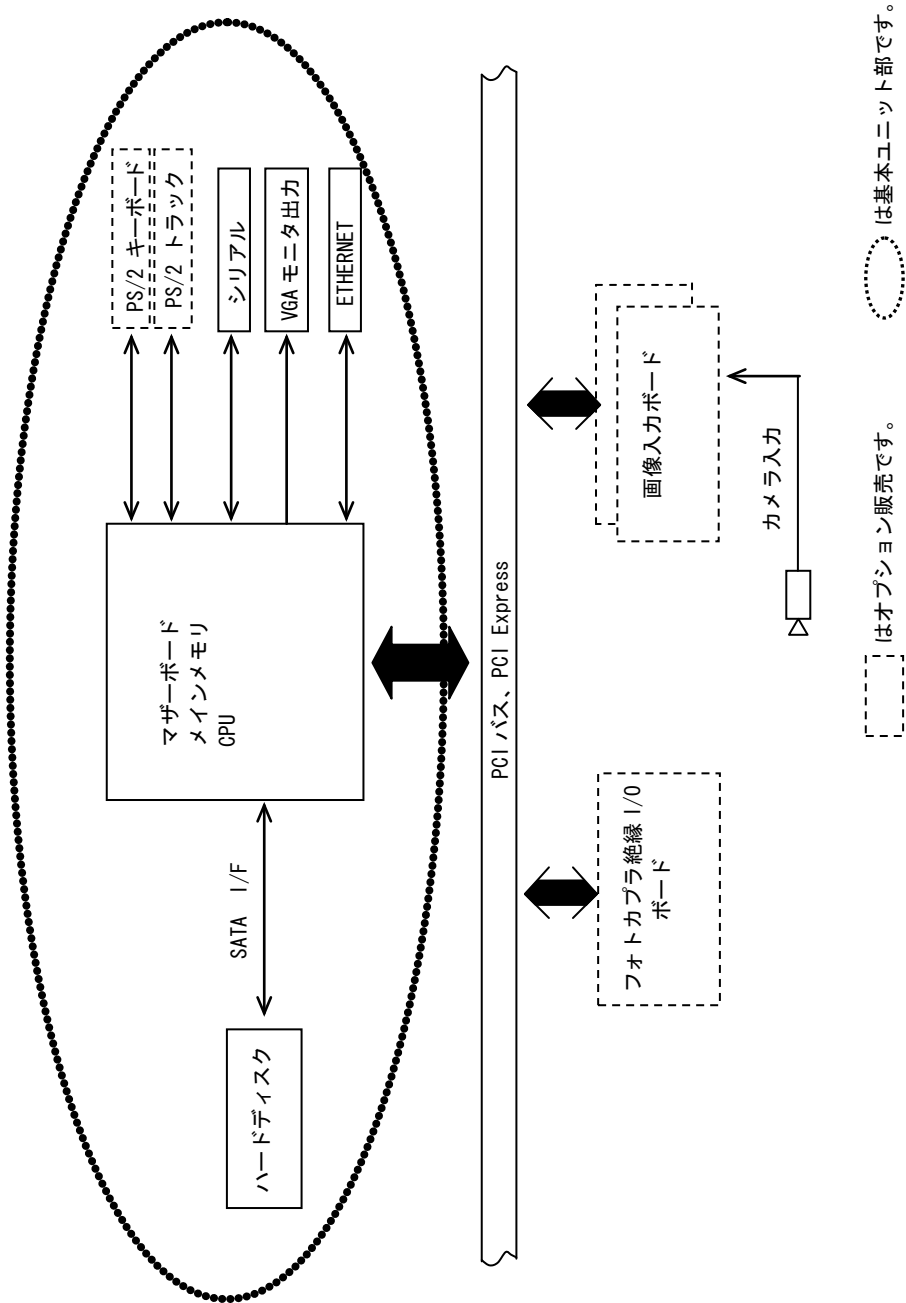 ハードディスク
SATA I/F
マザーボード
メインメモリ
CPU
PS/2 キーボード
PS/2 トラック
シリアル
VGA モニタ出力
ETHERNET
PCI バス、PCI Express
フォトカプラ絶縁 I/O
ボード
画像入力ボード
カメラ入力
はオプション販売です。
は基本ユニット部です。